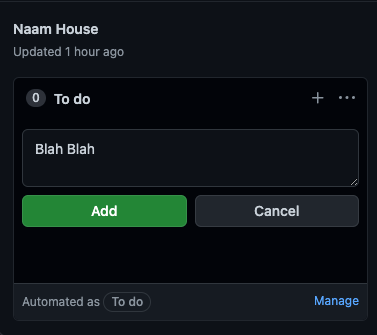 Naam House
Updated 1 hour ago
0 To do
Blah Blah
Add Cancel
Automated as To do Manage